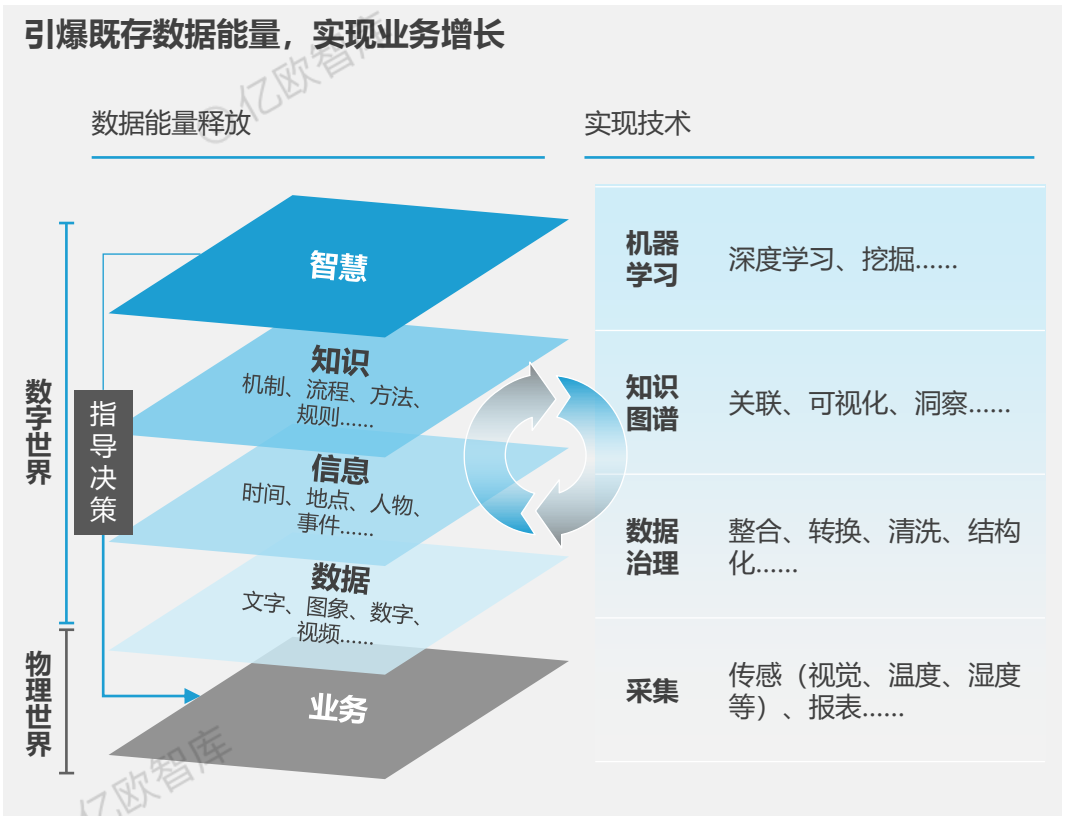 引爆既存数据能量，实现业务增长
© 亿欧智库
数据能量释放
实现技术
智慧
知识
机制、流程、方法、
规则......
信息
时间、地点、人物、
事件......
数据
文字、图象、数字、
视频......
业务
数字世界
指导决策
物理世界
机器
学习
深度学习、挖掘......
知识
图谱
关联、可视化、洞察......
数据
治理
整合、转换、清洗、结构
化......
采集
传感（视觉、温度、湿度
等）、报表......
亿欧智库